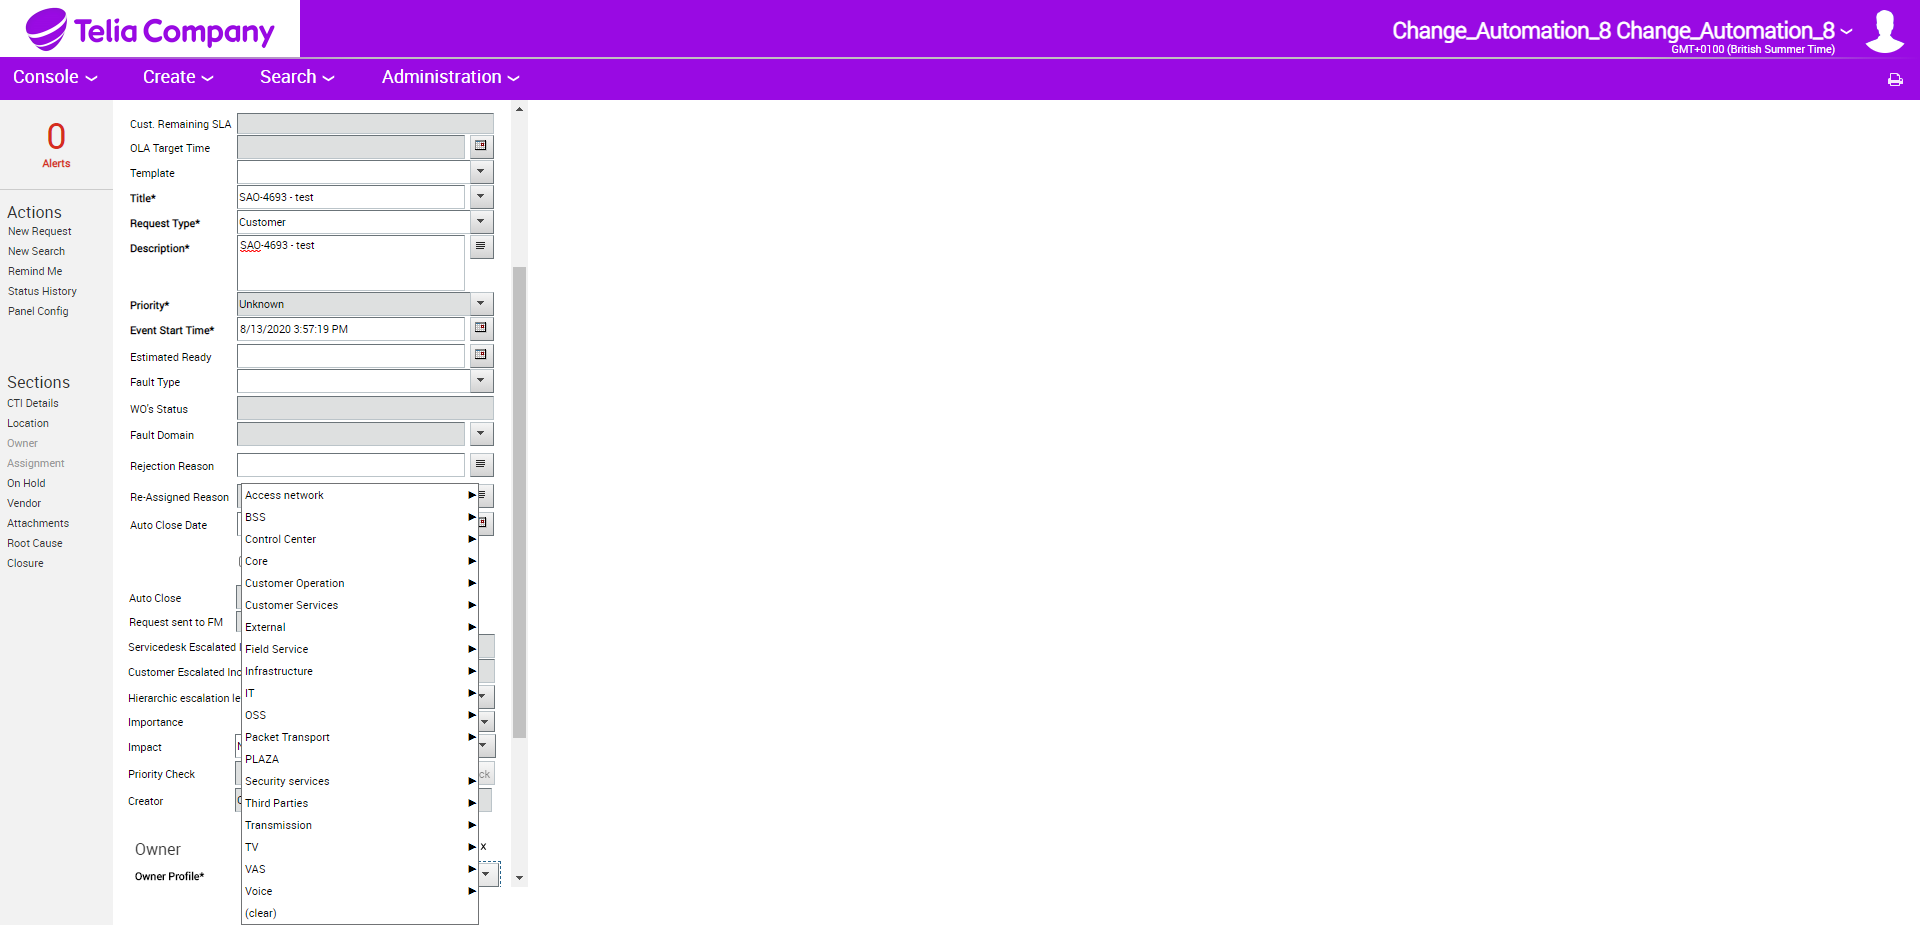 Telia Company
Change_Automation_8 Change_Automation_8
GMT+0100 (British Summer Time)
Console
Create
Search
Administration
0
Alerts
Actions
New Request
New Search
Remind Me
Status History
Panel Config
Sections
CTI Details
Location
Owner
Assignment
On Hold
Vendor
Attachments
Root Cause
Closure
Cust. Remaining SLA
OLA Target Time
Template
Title* SAO-4693 - test
Request Type* Customer
Description* SAO-4693 - test
Priority* Unknown
Event Start Time* 8/13/2020 3:57:19 PM
Estimated Ready
Fault Type
WO's Status
Fault Domain
Rejection Reason
Re-Assigned Reason
Auto Close Date
Auto Close
Request sent to FM
Servicedesk Escalated
Customer Escalated Inc
Hierarchic escalation le
Importance
Impact
Priority Check
Creator
Owner x
Owner Profile*
Access network
BSS
Control Center
Core
Customer Operation
Customer Services
External
Field Service
Infrastructure
IT
OSS
Packet Transport
PLAZA
Security services
Third Parties
Transmission
TV
VAS
Voice
(clear)